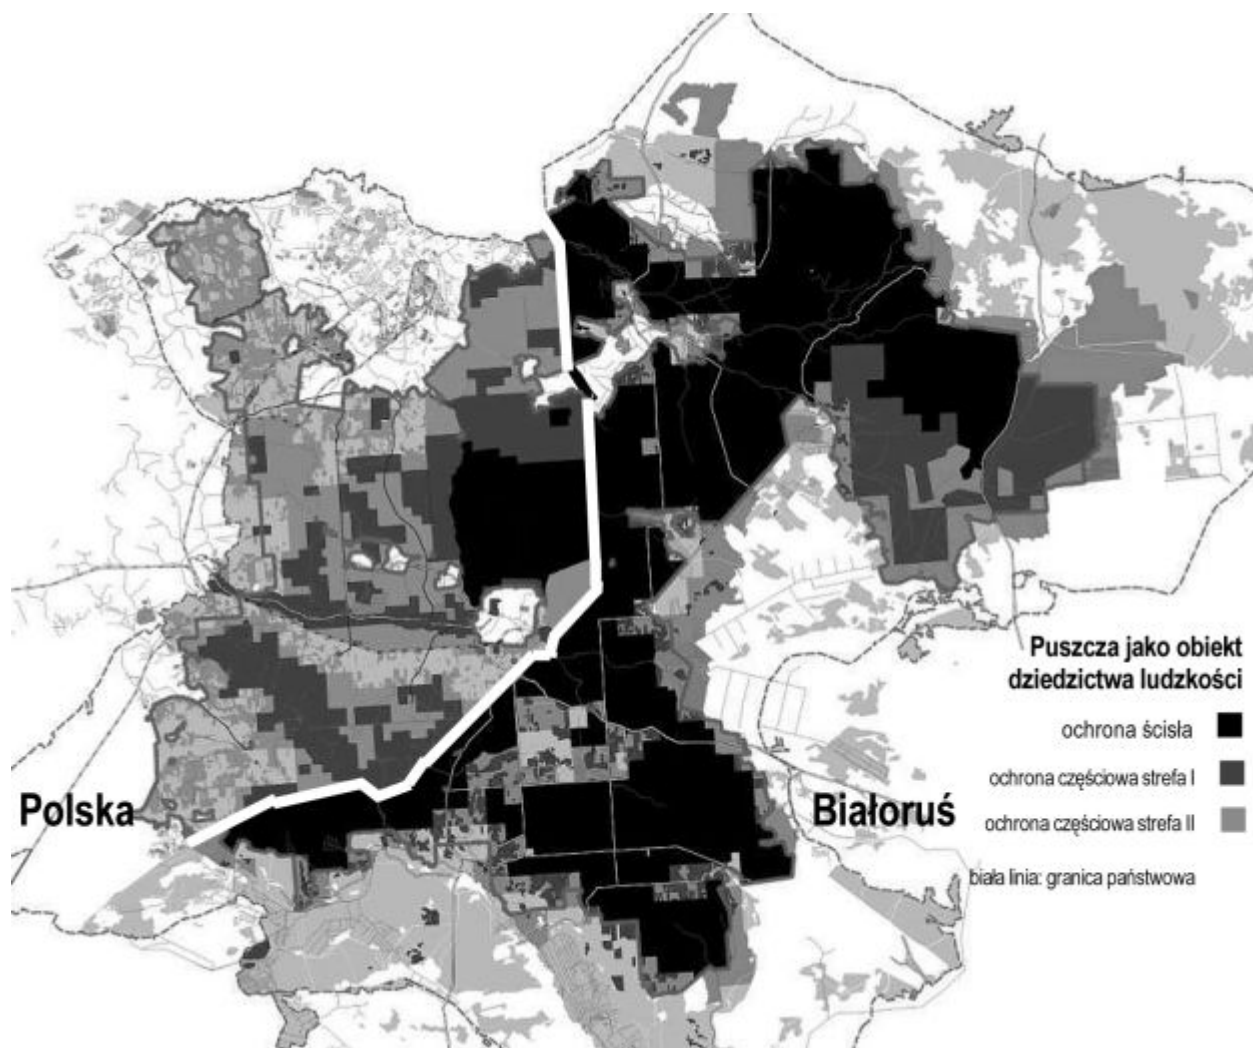 Puszcza jako obiekt
dziedzictwa ludzkości
ochrona ścisła
ochrona częściowa strefa I
ochrona częściowa strefa II
biała linia: granica państwowa
Polska
Białoruś